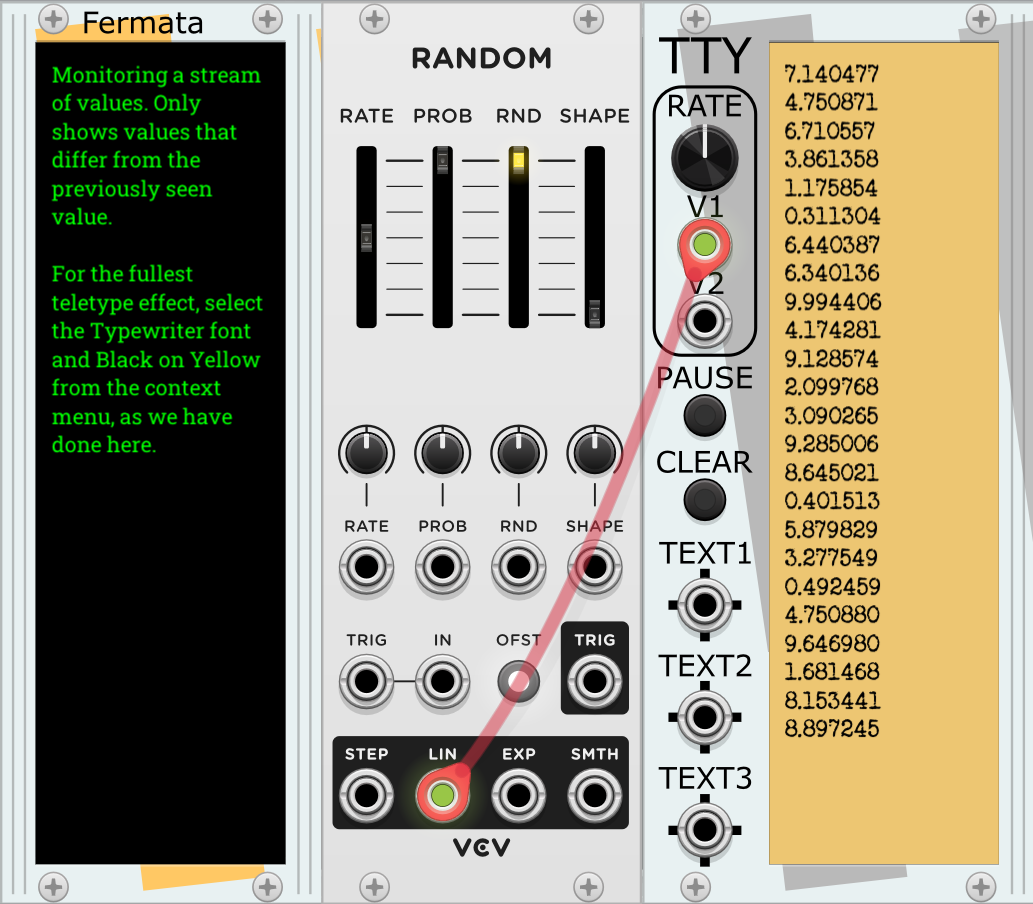 Fermata
Monitoring a stream
of values. Only
shows values that
differ from the
previously seen
value.
For the fullest
teletype effect, select
the Typewriter font
and Black on Yellow
from the context
menu, as we have
done here.
RANDOM
RATE PROB RND SHAPE
RATE PROB RND SHAPE
TRIG IN OFST TRIG
STEP LIN EXP SMTH
VCV
TTY
RATE
V1
V2
PAUSE
CLEAR
TEXT1
TEXT2
TEXT3
7.140477
4.750871
6.710557
3.861358
1.175854
0.311304
6.440387
6.340136
9.994406
4.174281
9.128574
2.099768
3.090265
9.285006
8.645021
0.401513
5.879829
3.277549
0.492459
4.750880
9.646980
1.681468
8.153441
8.897245